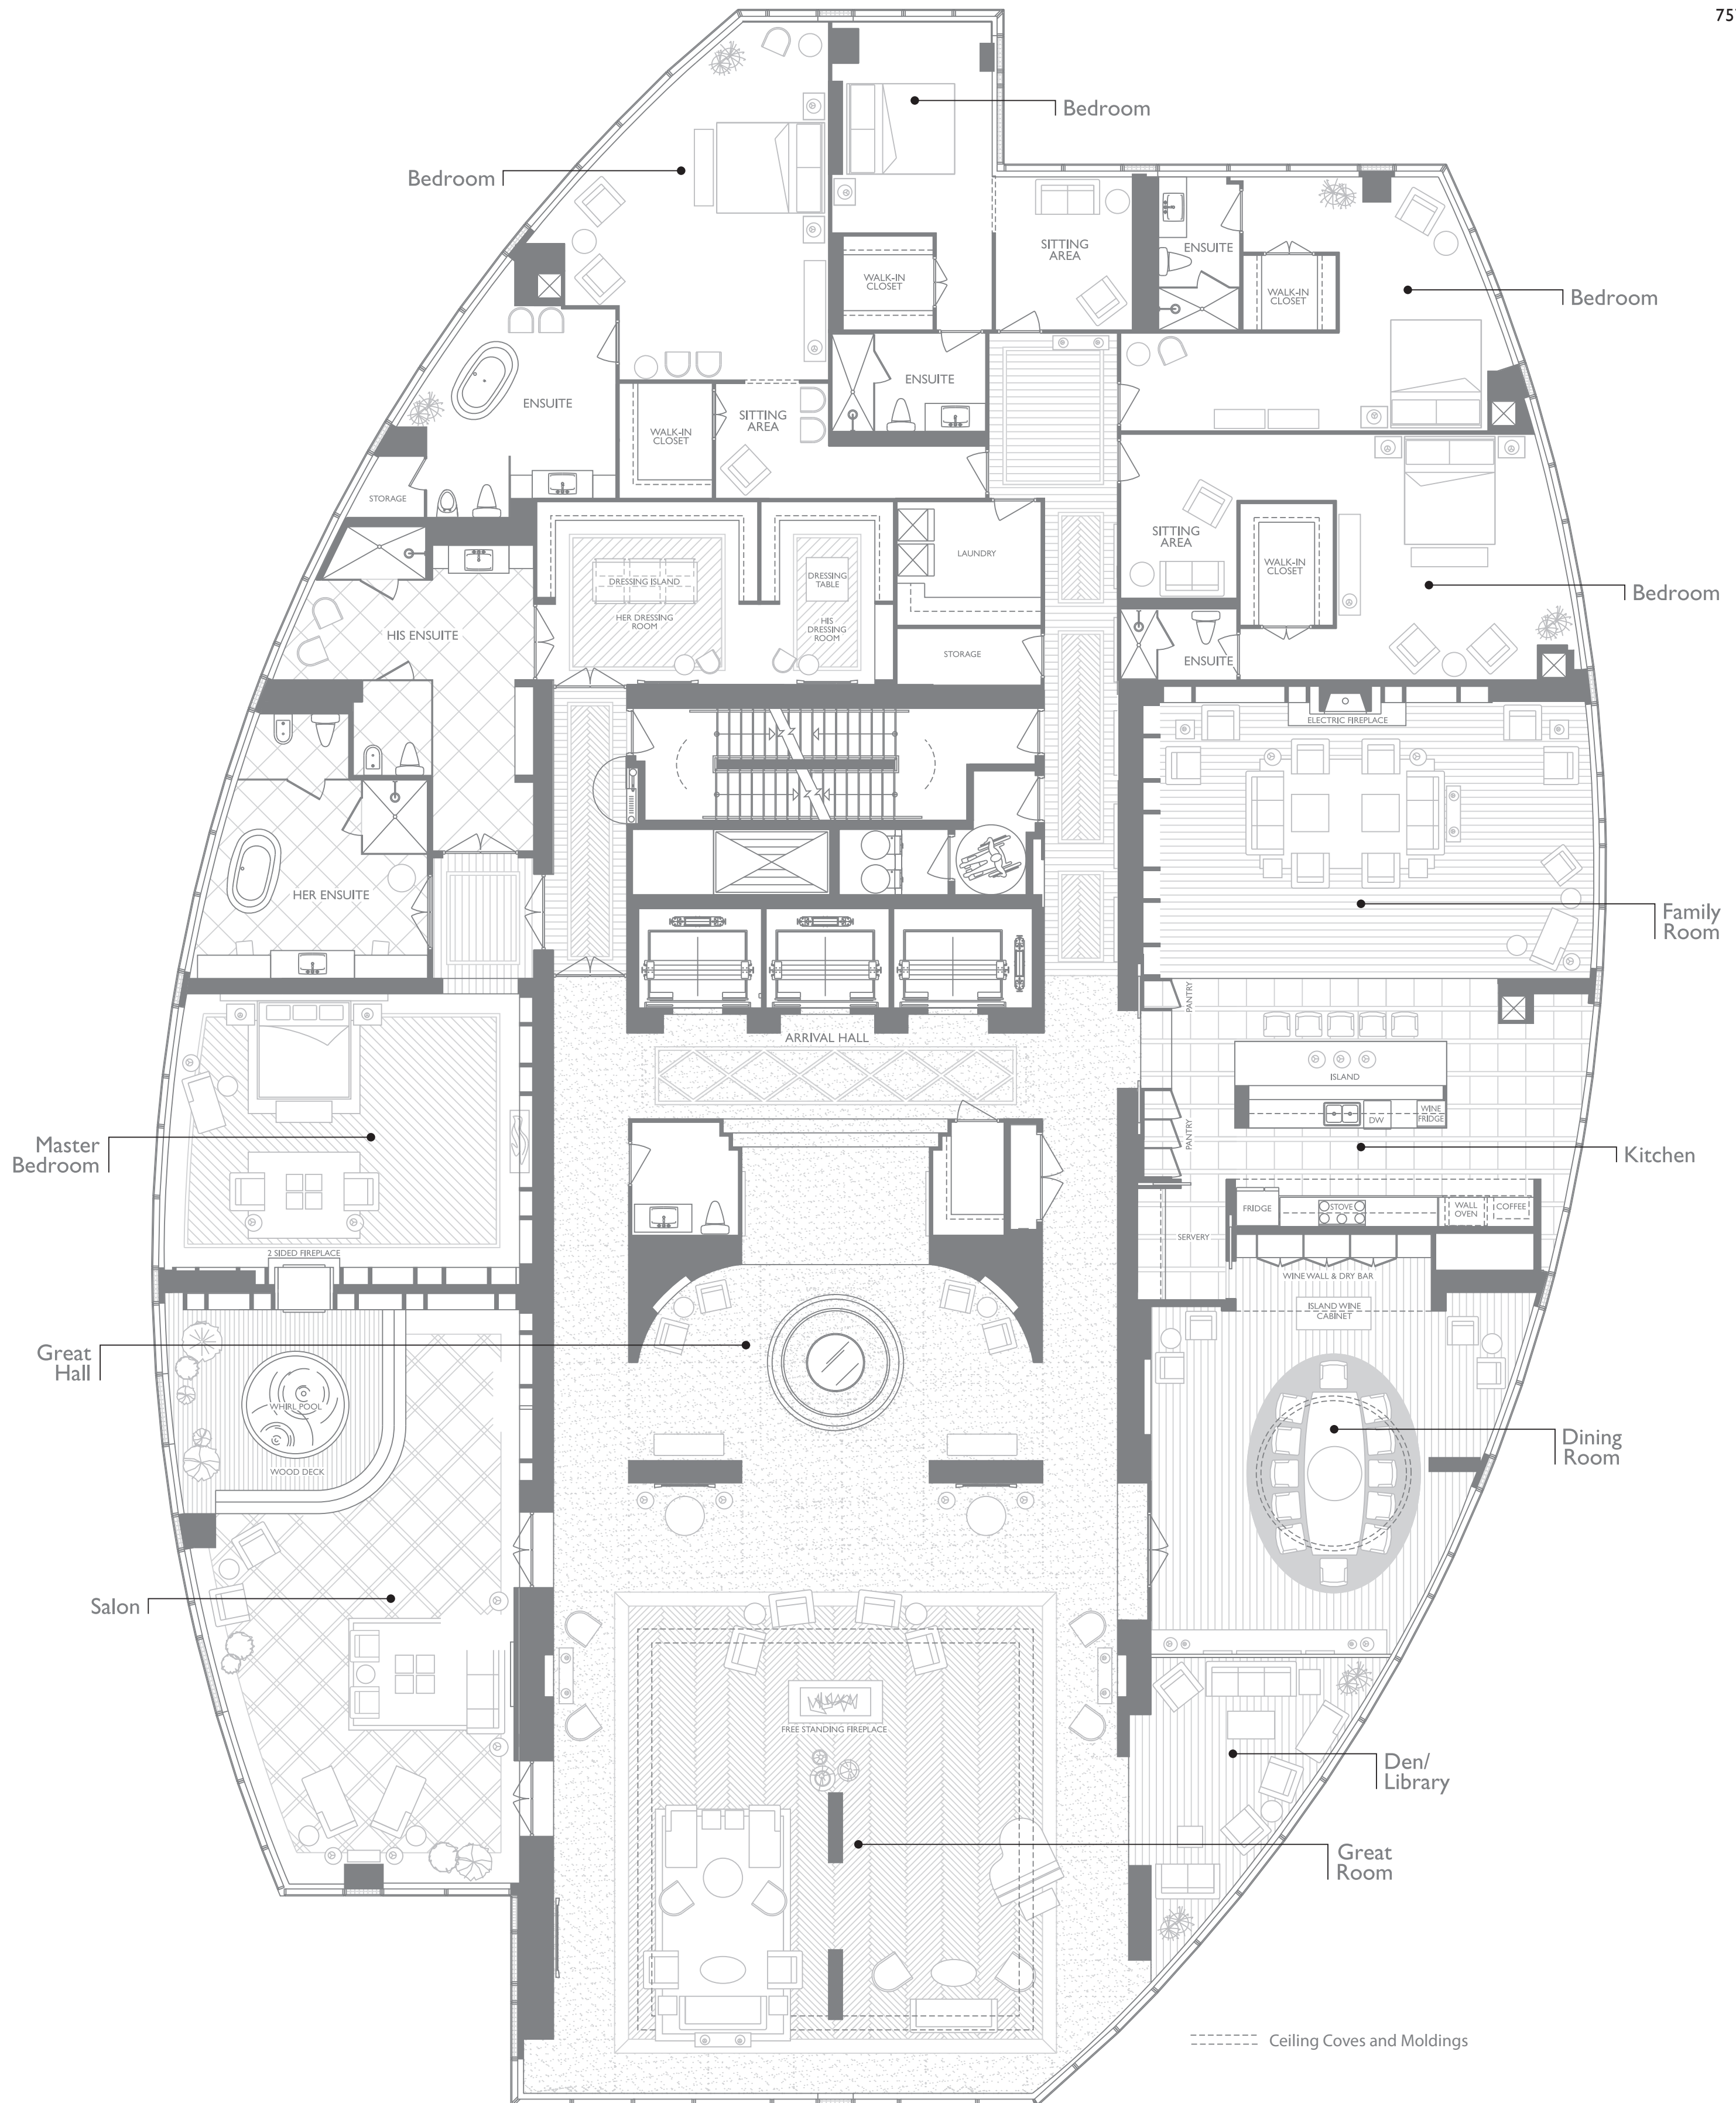 75
Bedroom
Bedroom
SITTING
AREA
ENSUITE
WALK-IN
CLOSET
WALK-IN
CLOSET
Bedroom
ENSUITE
ENSUITE
WALK-IN
CLOSET
SITTING
AREA
STORAGE
SITTING
AREA
LAUNDRY
WALK-IN
CLOSET
DRESSING ISLAND
DRESSING
TABLE
Bedroom
HER DRESSING
ROOM
HIS
DRESSING
ROOM
HIS ENSUITE
STORAGE
ENSUITE
ELECTRIC FIREPLACE
HER ENSUITE
Family
Room
PANTRY
ARRIVAL HALL
ISLAND
DW
WINE
FRIDGE
PANTRY
Master
Bedroom
Kitchen
FRIDGE
STOVE
WALL
OVEN
COFFEE
SERVERY
2 SIDED FIREPLACE
WINE WALL & DRY BAR
ISLAND WINE
CABINET
Great
Hall
WHIRL POOL
WOOD DECK
Dining
Room
Salon
FREE STANDING FIREPLACE
Den/
Library
Great
Room
Ceiling Coves and Moldings